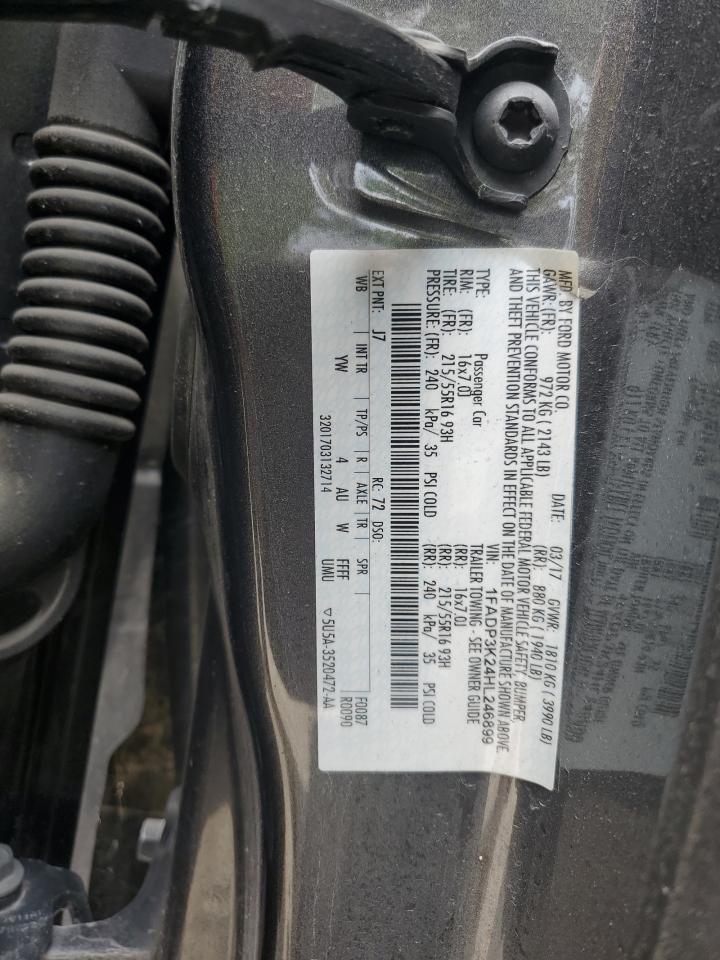 MFD. BY FORD MOTOR CO.
DATE: 03/17 GVWR: 1810 KG ( 3990 LB)
GAWR: (FR): 972 KG ( 2143 LB) (RR): 880 KG ( 1940 LB)
THIS VEHICLE CONFORMS TO ALL APPLICABLE FEDERAL MOTOR VEHICLE SAFETY, BUMPER,
AND THEFT PREVENTION STANDARDS IN EFFECT ON THE DATE OF MANUFACTURE SHOWN ABOVE.
VIN: 1FADP3K24HL246899
TYPE: Passenger Car TRAILER TOWING - SEE OWNER GUIDE
RIM: (FR): 16x7.0J (RR): 16x7.0J
TIRE: (FR): 215/55R16 93H (RR): 215/55R16 93H
PRESSURE: (FR): 240 kPa/ 35 PSI COLD (RR): 240 kPa/ 35 PSI COLD
EXT PNT: J7 RC: 72 DSO: F0087
WB INT TR TP/PS R AXLE TR SPR R0090
YW 4 AU W FFFF
3201703132714 UMU ▽ 5U5A-3520472-AA